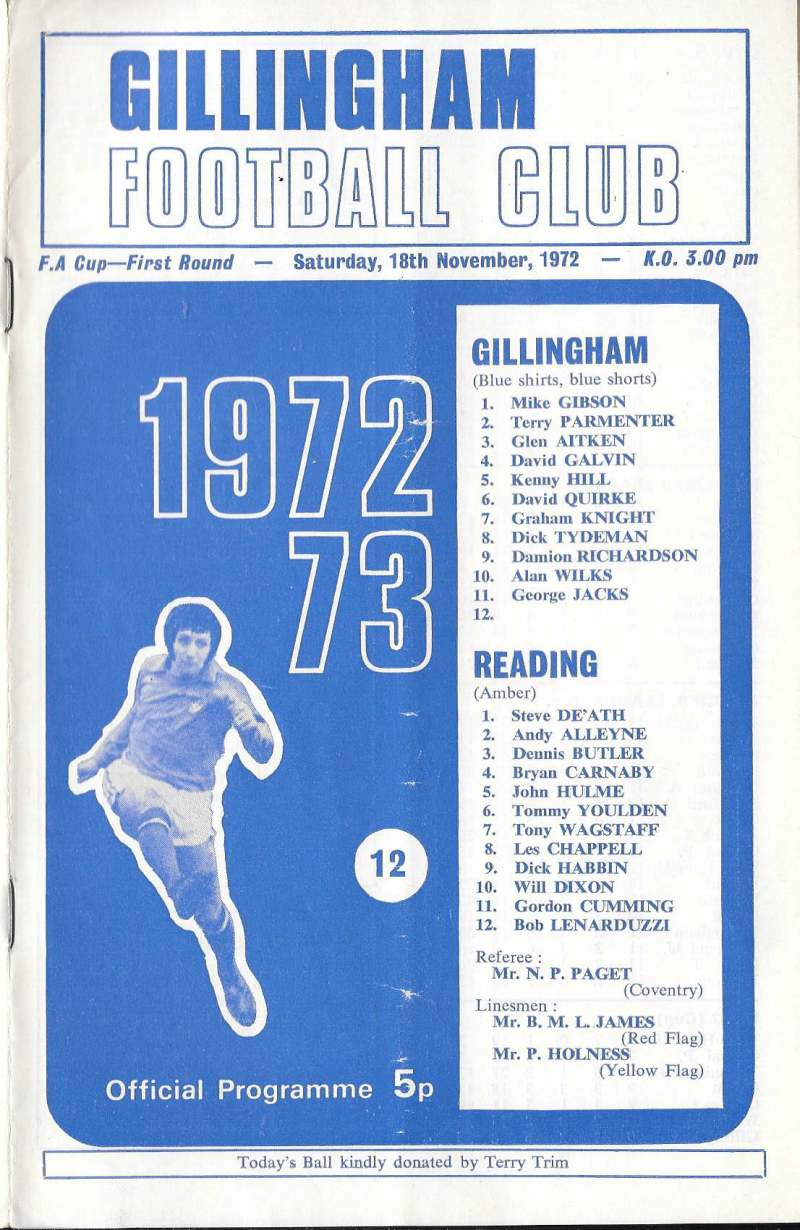 GILLINGHAM
FOOTBALL CLUB
F.A Cup—First Round — Saturday, 18th November, 1972 — K.O. 3.00 pm
1972
73
12
Official Programme 5p
GILLINGHAM
(Blue shirts, blue shorts)
1. Mike GIBSON
2. Terry PARMENTER
3. Glen AITKEN
4. David GALVIN
5. Kenny HILL
6. David QUIRKE
7. Graham KNIGHT
8. Dick TYDEMAN
9. Damion RICHARDSON
10. Alan WILKS
11. George JACKS
12.
READING
(Amber)
1. Steve DE'ATH
2. Andy ALLEYNE
3. Dennis BUTLER
4. Bryan CARNABY
5. John HULME
6. Tommy YOULDEN
7. Tony WAGSTAFF
8. Les CHAPPELL
9. Dick HABBIN
10. Will DIXON
11. Gordon CUMMING
12. Bob LENARDUZZI
Referee :
Mr. N. P. PAGET
(Coventry)
Linesmen :
Mr. B. M. L. JAMES
(Red Flag)
Mr. P. HOLNESS
(Yellow Flag)
Today's Ball kindly donated by Terry Trim